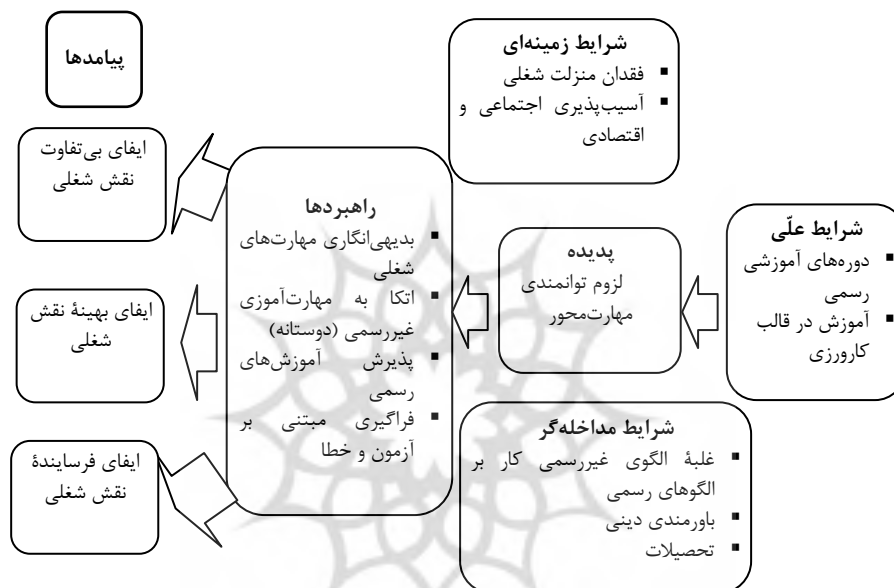 شرایط زمینه‌ای
▪ فقدان منزلت شغلی
▪ آسیب‌پذیری اجتماعی و
اقتصادی
شرایط علّی
▪ دوره‌های آموزشی
رسمی
▪ آموزش در قالب
کارورزی
پدیده
لزوم توانمندی
مهارت‌محور
شرایط مداخله‌گر
▪ غلبۀ الگوی غیررسمی کار بر
الگوهای رسمی
▪ باورمندی دینی
▪ تحصیلات
راهبردها
▪ بدیهی‌انگاری مهارت‌های
شغلی
▪ اتکا به مهارت‌آموزی
غیررسمی (دوستانه)
▪ پذیرش آموزش‌های
رسمی
▪ فراگیری مبتنی بر
آزمون و خطا
پیامدها
ایفای بی‌تفاوت
نقش شغلی
ایفای بهینۀ نقش
شغلی
ایفای فرسایندۀ
نقش شغلی